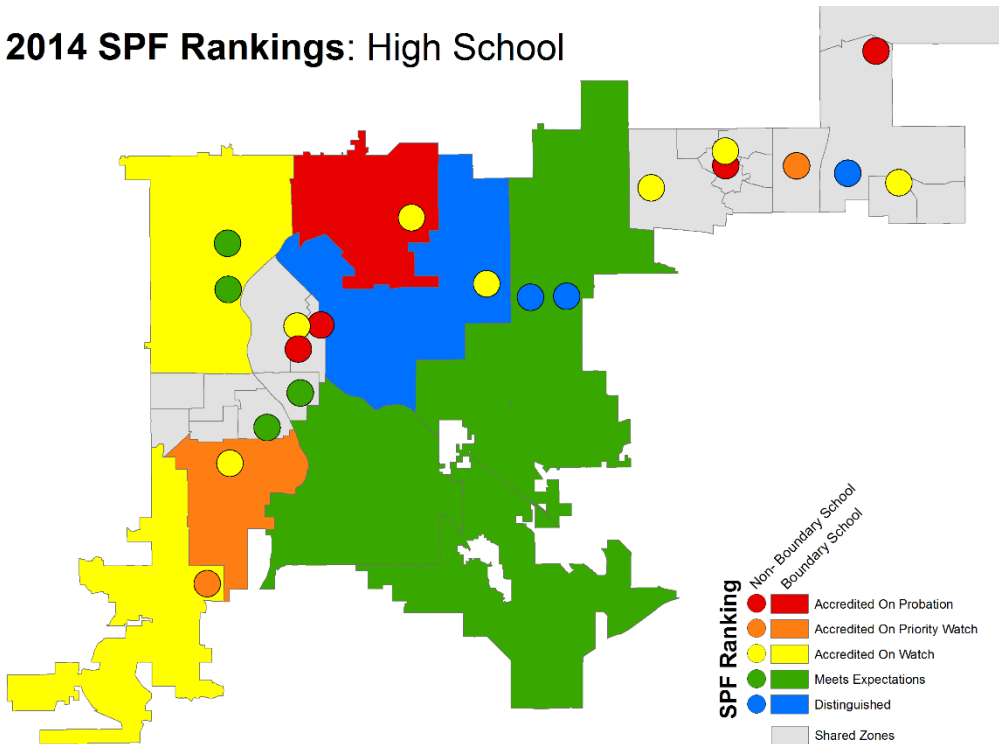 2014 SPF Rankings: High School
SPF Ranking
Non- Boundary School
Boundary School
Accredited On Probation
Accredited On Priority Watch
Accredited On Watch
Meets Expectations
Distinguished
Shared Zones